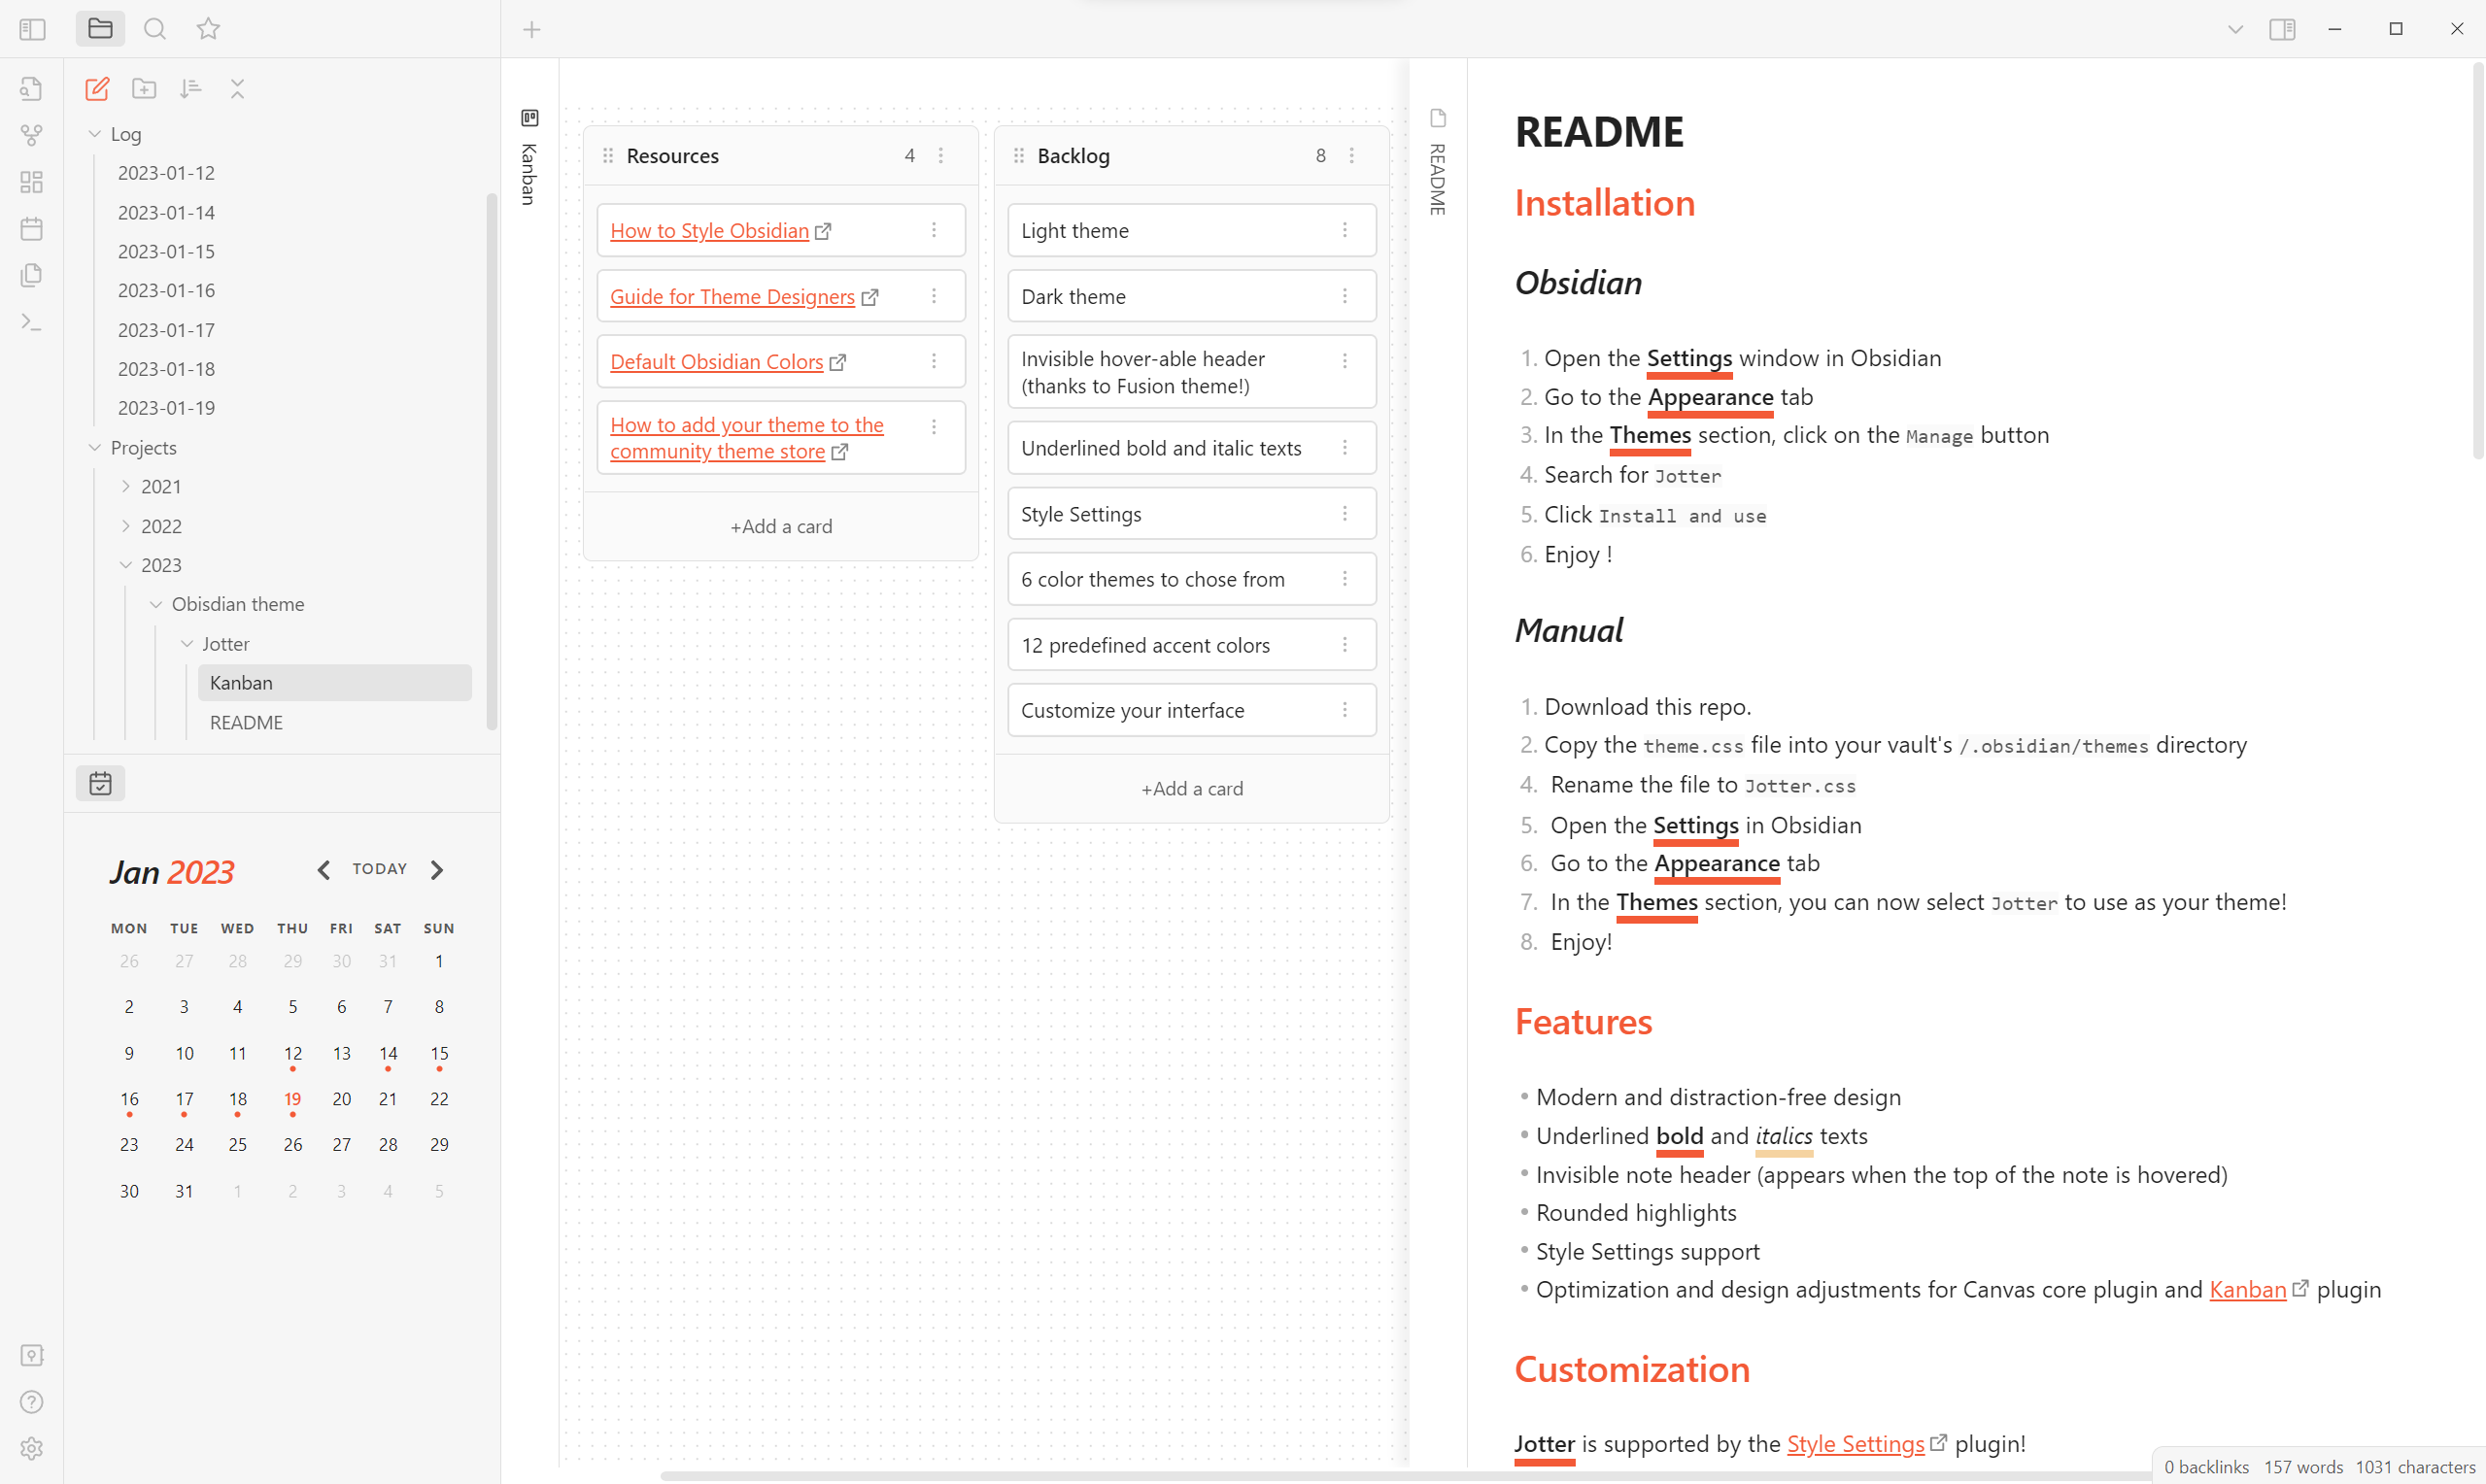 Log
2023-01-12
2023-01-14
2023-01-15
2023-01-16
2023-01-17
2023-01-18
2023-01-19
Projects
2021
2022
2023
Obisdian theme
Jotter
Kanban
README
Jan 2023
TODAY
MON TUE WED THU FRI SAT SUN
26 27 28 29 30 31 1
2 3 4 5 6 7 8
9 10 11 12 13 14 15
16 17 18 19 20 21 22
23 24 25 26 27 28 29
30 31 1 2 3 4 5
Kanban
Resources 4
How to Style Obsidian
Guide for Theme Designers
Default Obsidian Colors
How to add your theme to the
community theme store
+Add a card
Backlog 8
Light theme
Dark theme
Invisible hover-able header
(thanks to Fusion theme!)
Underlined bold and italic texts
Style Settings
6 color themes to chose from
12 predefined accent colors
Customize your interface
+Add a card
README
README
Installation
Obsidian
1. Open the Settings window in Obsidian
2. Go to the Appearance tab
3. In the Themes section, click on the Manage button
4. Search for Jotter
5. Click Install and use
6. Enjoy !
Manual
1. Download this repo.
2. Copy the theme.css file into your vault's /.obsidian/themes directory
4. Rename the file to Jotter.css
5. Open the Settings in Obsidian
6. Go to the Appearance tab
7. In the Themes section, you can now select Jotter to use as your theme!
8. Enjoy!
Features
• Modern and distraction-free design
• Underlined bold and italics texts
• Invisible note header (appears when the top of the note is hovered)
• Rounded highlights
• Style Settings support
• Optimization and design adjustments for Canvas core plugin and Kanban plugin
Customization
Jotter is supported by the Style Settings plugin!
0 backlinks 157 words 1031 characters